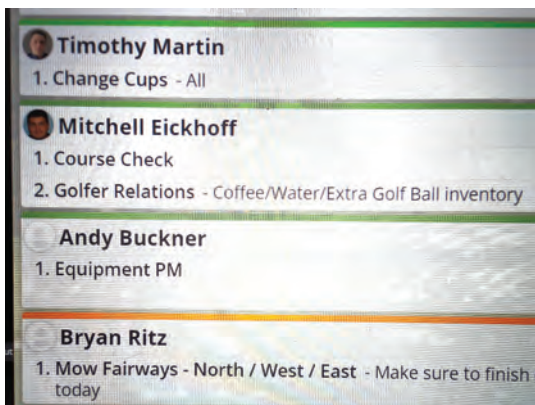 Timothy Martin
1. Change Cups - All
Mitchell Eickhoff
1. Course Check
2. Golfer Relations - Coffee/Water/Extra Golf Ball inventory
Andy Buckner
1. Equipment PM
Bryan Ritz
1. Mow Fairways - North / West / East - Make sure to finish
today